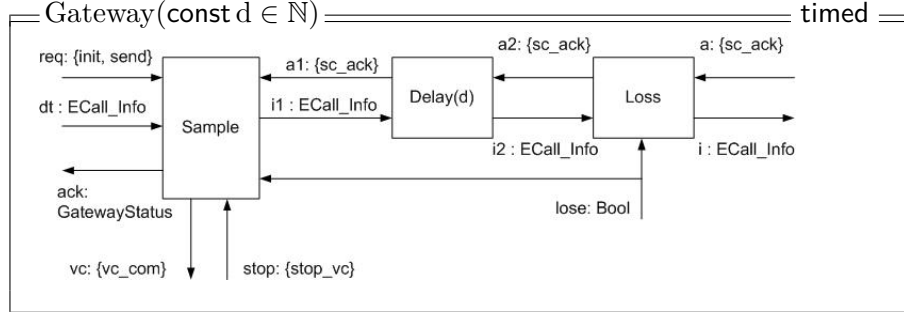 Gateway(const d ∈ ℕ)
timed
req: {init, send}
dt : ECall_Info
Sample
ack:
GatewayStatus
vc: {vc_com}
stop: {stop_vc}
a1: {sc_ack}
i1 : ECall_Info
Delay(d)
a2: {sc_ack}
i2 : ECall_Info
Loss
a: {sc_ack}
i : ECall_Info
lose: Bool